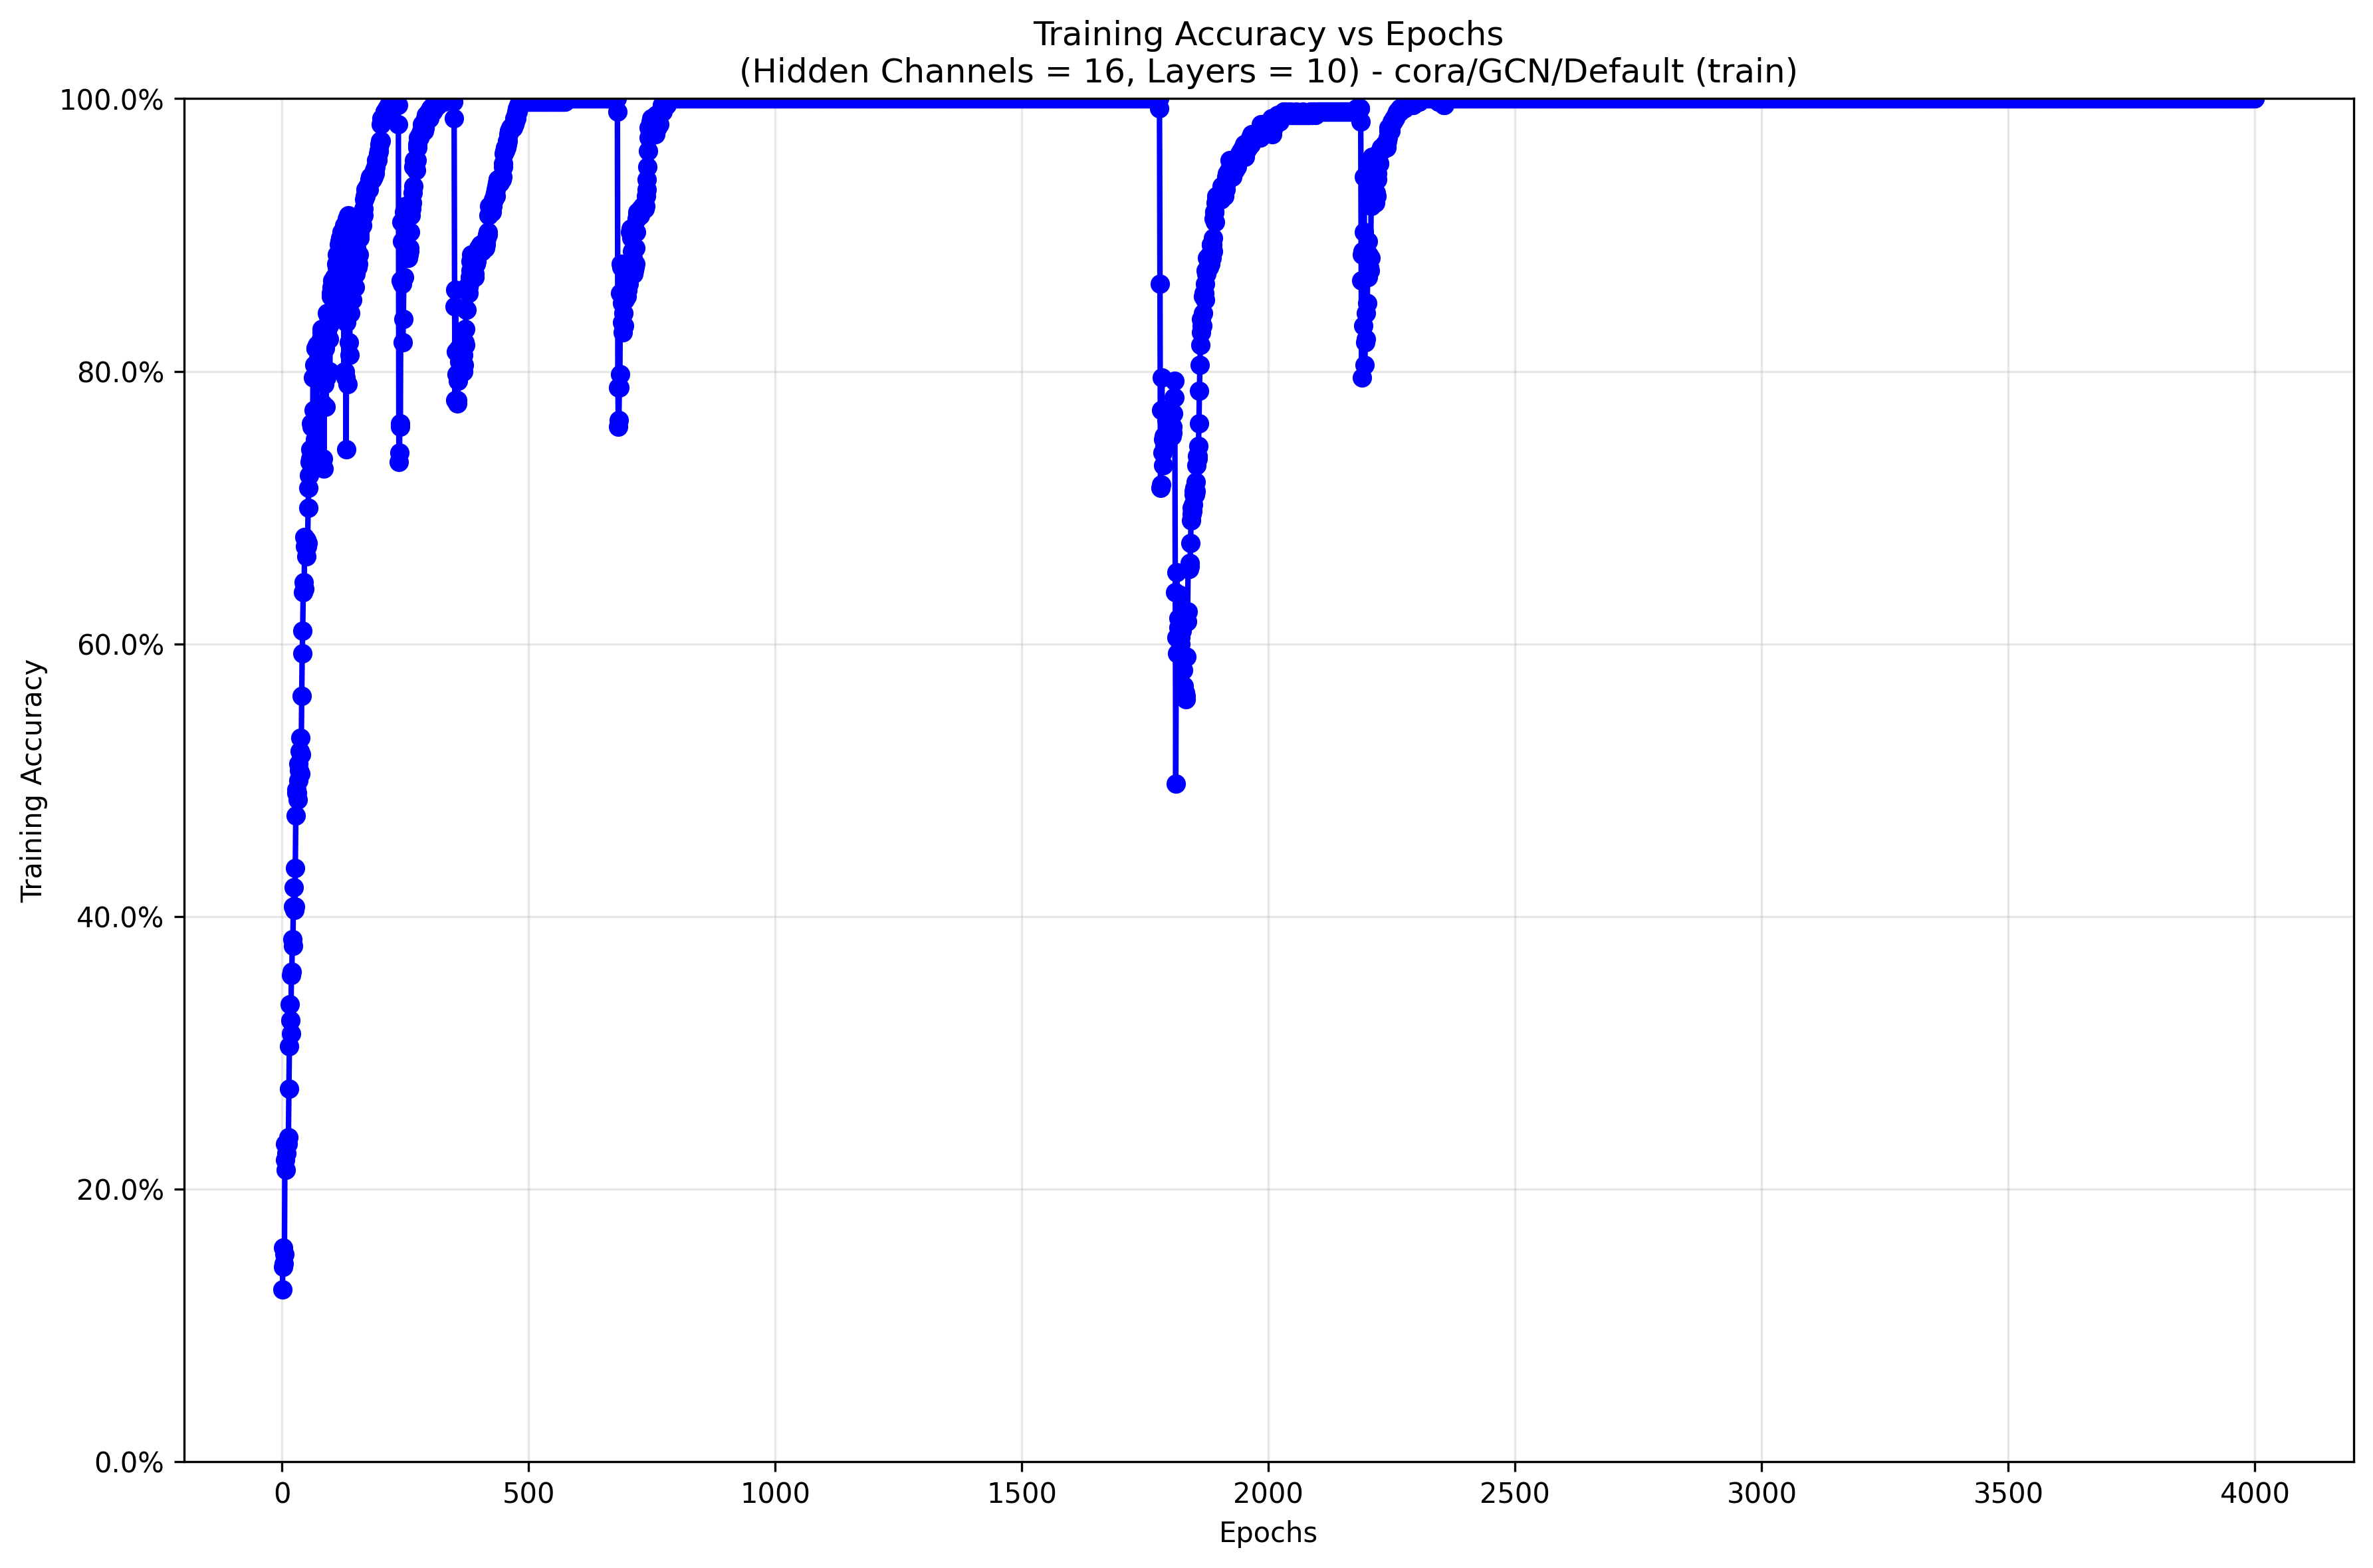 Training Accuracy vs Epochs
(Hidden Channels = 16, Layers = 10) - cora/GCN/Default (train)
100.0%
80.0%
60.0%
40.0%
20.0%
0.0%
Training Accuracy
0 500 1000 1500 2000 2500 3000 3500 4000
Epochs